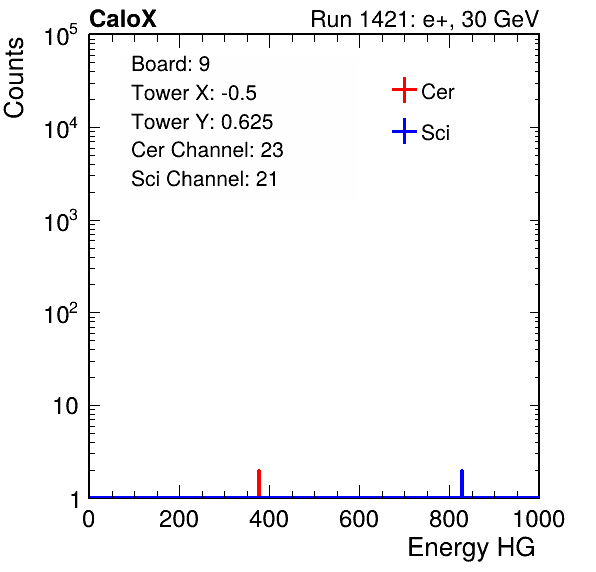 CaloX Run 1421: e+, 30 GeV
Counts
Board: 9
Tower X: -0.5
Tower Y: 0.625
Cer Channel: 23
Sci Channel: 21
Cer
Sci
10^5
10^4
10^3
10^2
10
1
0 200 400 600 800 1000
Energy HG